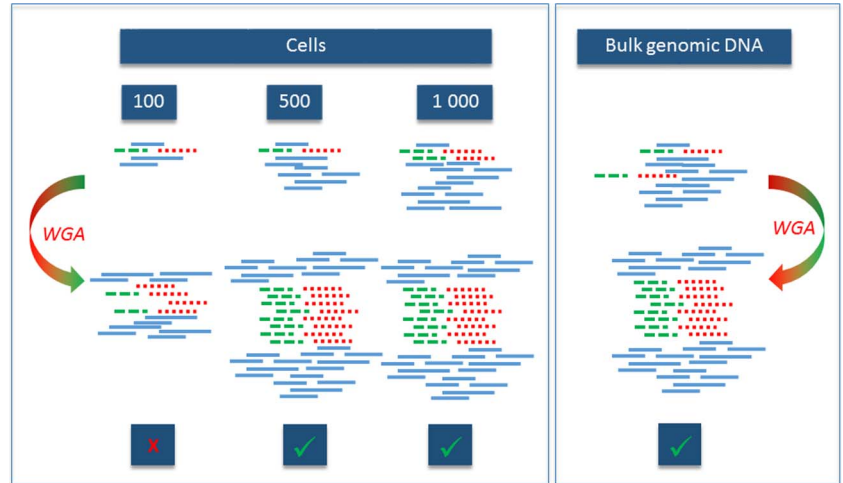 Cells
Bulk genomic DNA
100
500
1 000
WGA
WGA
X